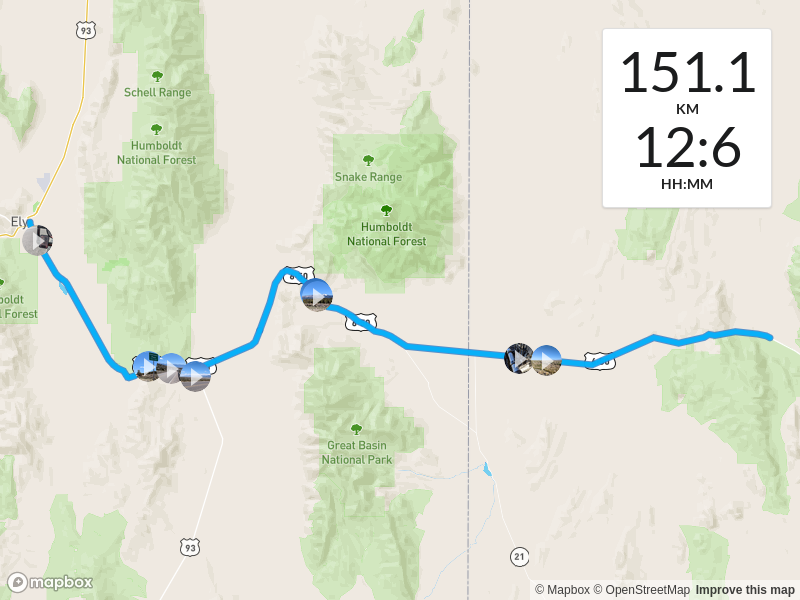 93
151.1
KM
12:6
HH:MM
Schell Range
Humboldt
National Forest
Snake Range
Humboldt
National Forest
Ely
National Forest
Great Basin
National Park
93
21
mapbox
© Mapbox © OpenStreetMap Improve this map